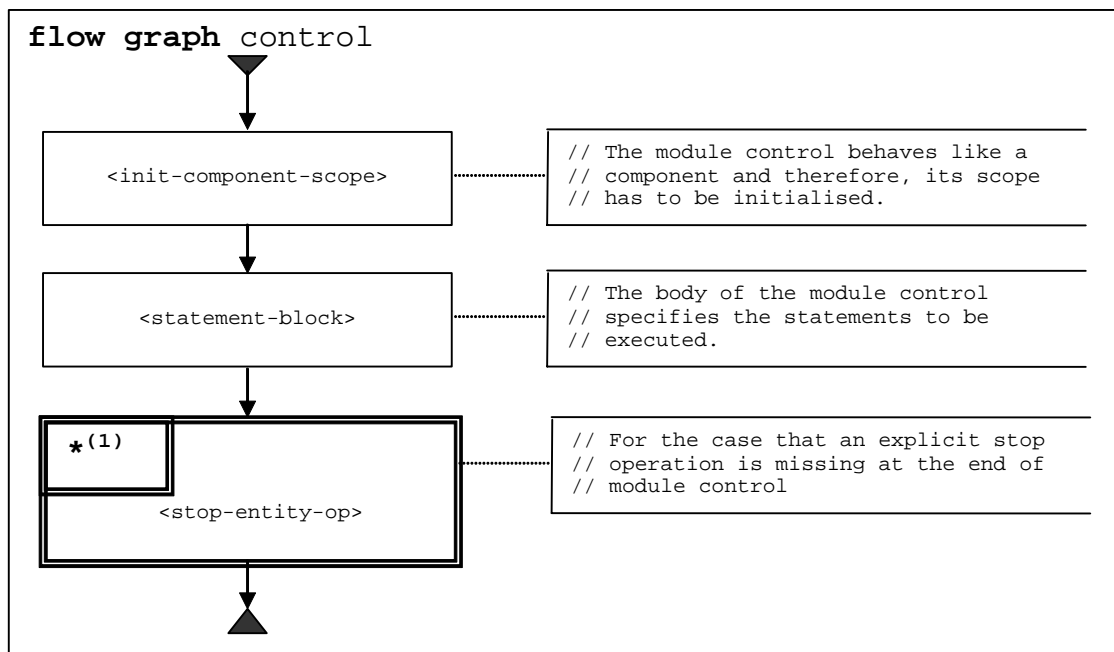 flow graph control
<init-component-scope>
// The module control behaves like a
// component and therefore, its scope
// has to be initialised.
<statement-block>
// The body of the module control
// specifies the statements to be
// executed.
*(1)
<stop-entity-op>
// For the case that an explicit stop
// operation is missing at the end of
// module control